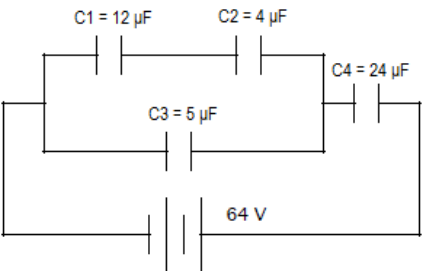 C1 = 12 µF
C2 = 4 µF
C4 = 24 µF
C3 = 5 µF
64 V